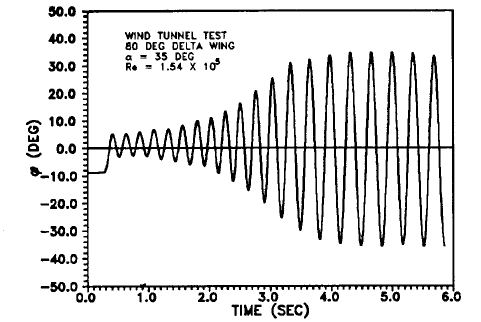 50.0
40.0
30.0
20.0
10.0
0.0
-10.0
-20.0
-30.0
-40.0
-50.0
φ (DEG)
WIND TUNNEL TEST
80 DEG DELTA WING
α = 35 DEG
Re = 1.54 X 10⁵
0.0 1.0 2.0 3.0 4.0 5.0 6.0
TIME (SEC)